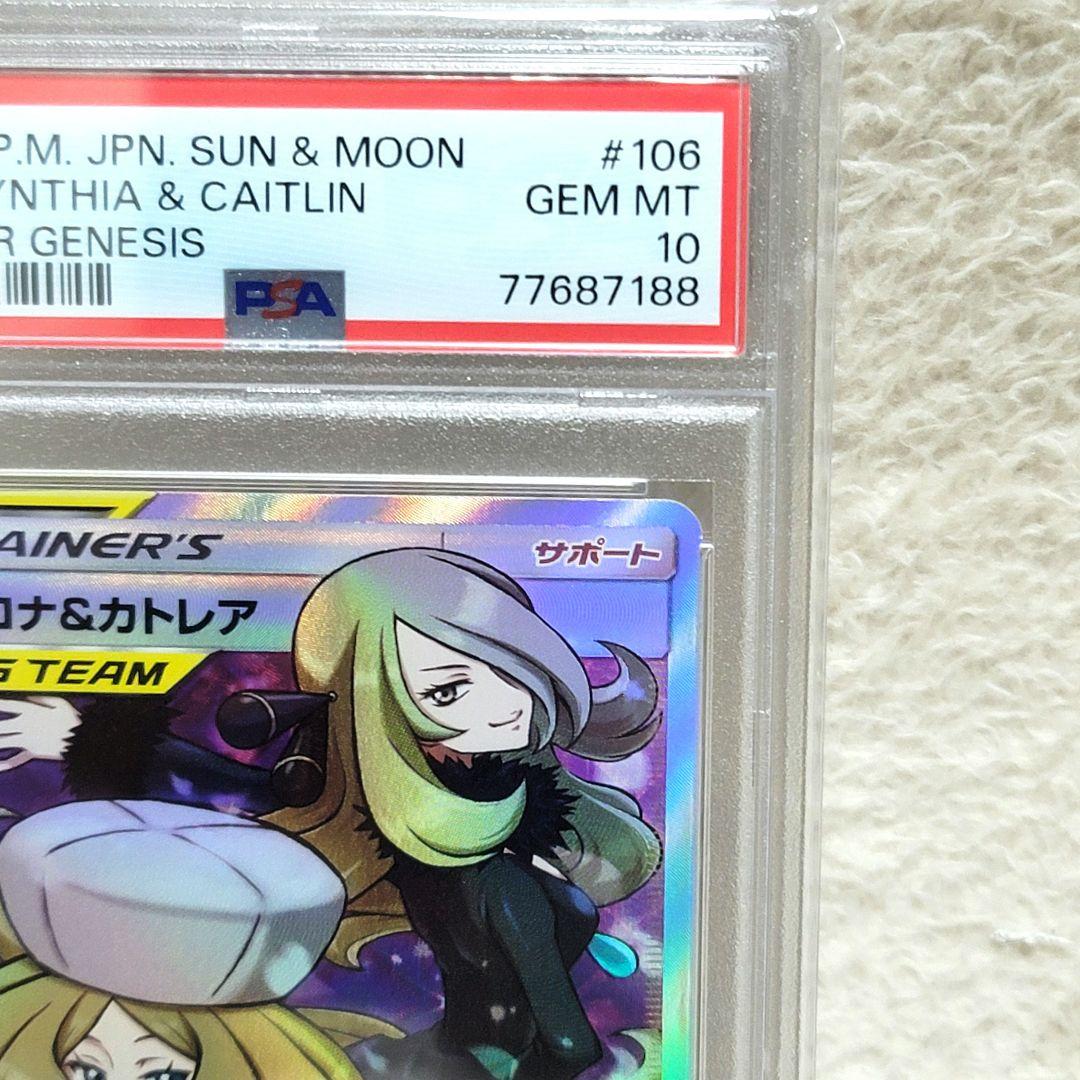 P.M. JPN. SUN & MOON #106
YNTHIA & CAITLIN GEM MT
R GENESIS 10
PSA 77687188
AINER'S サポート
ロナ&カトレア
G TEAM